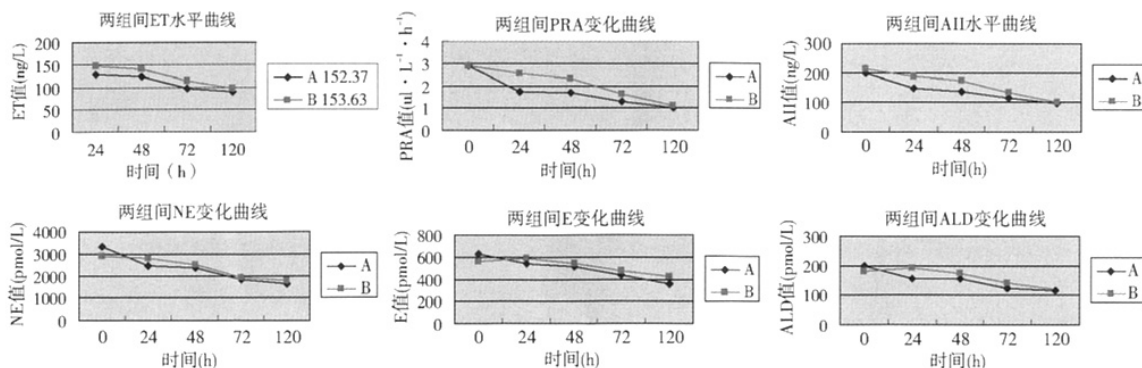 两组间ET水平曲线
ET值(ng/L)
200
150
100
50
0
24 48 72 120
时间（h）
A 152.37
B 153.63
两组间PRA变化曲线
PRA值(ul·L⁻¹·h⁻¹)
4
3
2
1
0
0 24 48 72 120
时间(h)
A
B
两组间AII水平曲线
AII值(ng/L)
300
200
100
0
0 24 48 72 120
时间(h)
A
B
两组间NE变化曲线
NE值(pmol/L)
4000
3000
2000
1000
0
0 24 48 72 120
时间(h)
A
B
两组间E变化曲线
E值(pmol/L)
800
600
400
200
0
0 24 48 72 120
时间(h)
A
B
两组间ALD变化曲线
ALD值(pmol/L)
300
200
100
0
0 24 48 72 120
时间(h)
A
B